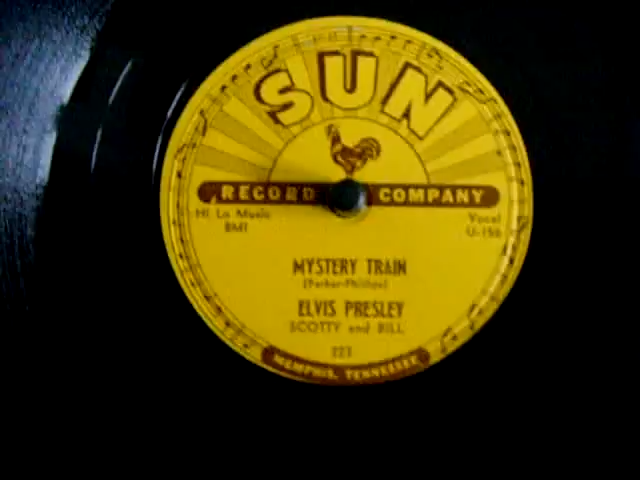 SUN
RECORD COMPANY
Hi Lo Music
BMI
Vocal
U-156
MYSTERY TRAIN
(Parker-Phillips)
ELVIS PRESLEY
SCOTTY and BILL
223
MEMPHIS, TENNESSEE